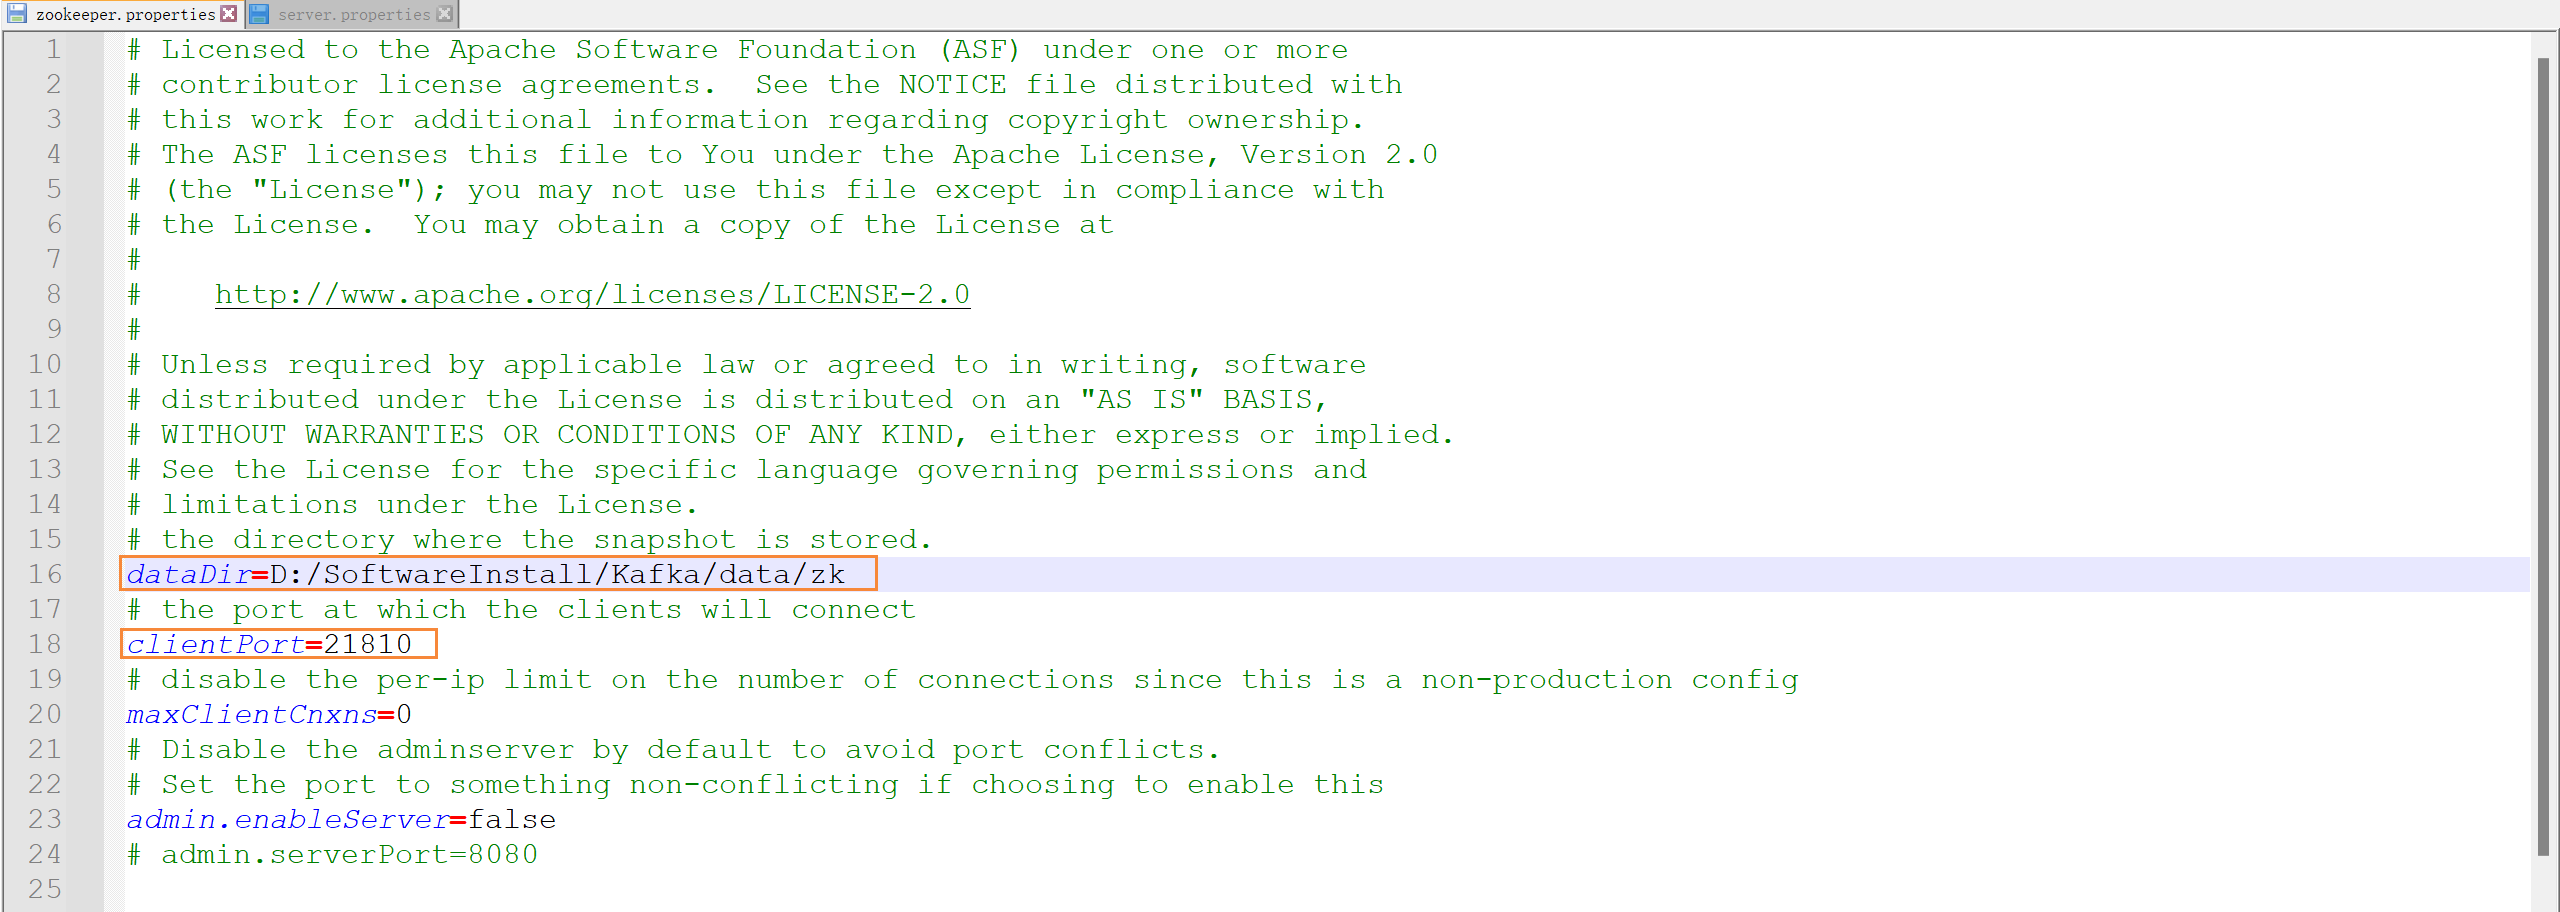 zookeeper.properties server.properties
1 # Licensed to the Apache Software Foundation (ASF) under one or more
2 # contributor license agreements.  See the NOTICE file distributed with
3 # this work for additional information regarding copyright ownership.
4 # The ASF licenses this file to You under the Apache License, Version 2.0
5 # (the "License"); you may not use this file except in compliance with
6 # the License.  You may obtain a copy of the License at
7 #
8 #    http://www.apache.org/licenses/LICENSE-2.0
9 #
10 # Unless required by applicable law or agreed to in writing, software
11 # distributed under the License is distributed on an "AS IS" BASIS,
12 # WITHOUT WARRANTIES OR CONDITIONS OF ANY KIND, either express or implied.
13 # See the License for the specific language governing permissions and
14 # limitations under the License.
15 # the directory where the snapshot is stored.
16 dataDir=D:/SoftwareInstall/Kafka/data/zk
17 # the port at which the clients will connect
18 clientPort=21810
19 # disable the per-ip limit on the number of connections since this is a non-production config
20 maxClientCnxns=0
21 # Disable the adminserver by default to avoid port conflicts.
22 # Set the port to something non-conflicting if choosing to enable this
23 admin.enableServer=false
24 # admin.serverPort=8080
25